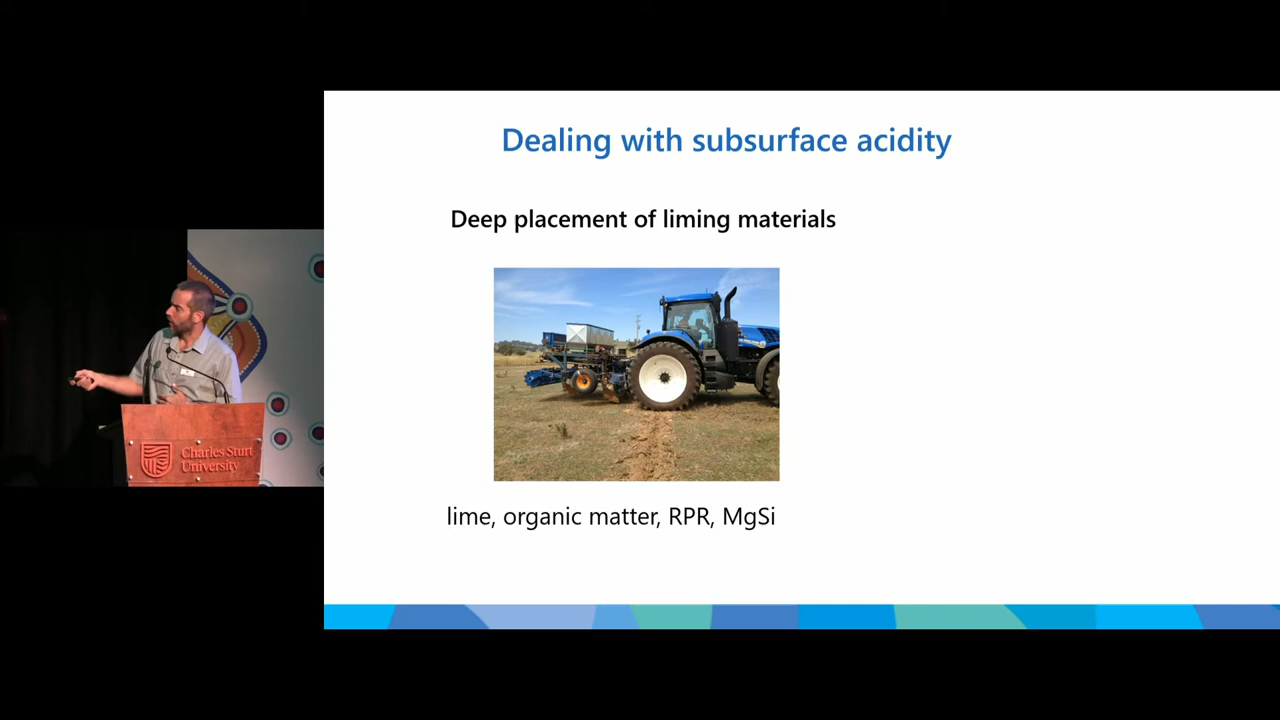 Dealing with subsurface acidity
Deep placement of liming materials
lime, organic matter, RPR, MgSi
Charles Sturt
University